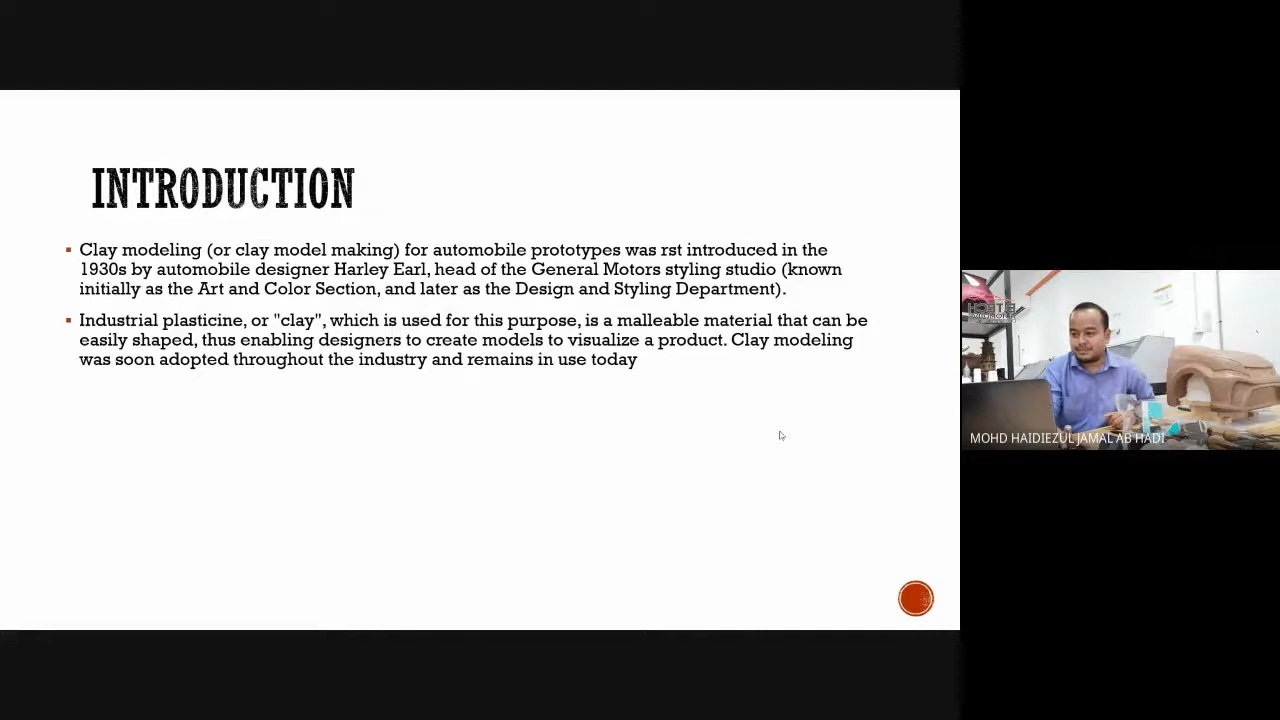 INTRODUCTION
▪ Clay modeling (or clay model making) for automobile prototypes was rst introduced in the
1930s by automobile designer Harley Earl, head of the General Motors styling studio (known
initially as the Art and Color Section, and later as the Design and Styling Department).
▪ Industrial plasticine, or "clay", which is used for this purpose, is a malleable material that can be
easily shaped, thus enabling designers to create models to visualize a product. Clay modeling
was soon adopted throughout the industry and remains in use today
MOHD HAIDIEZUL JAMAL AB HADI